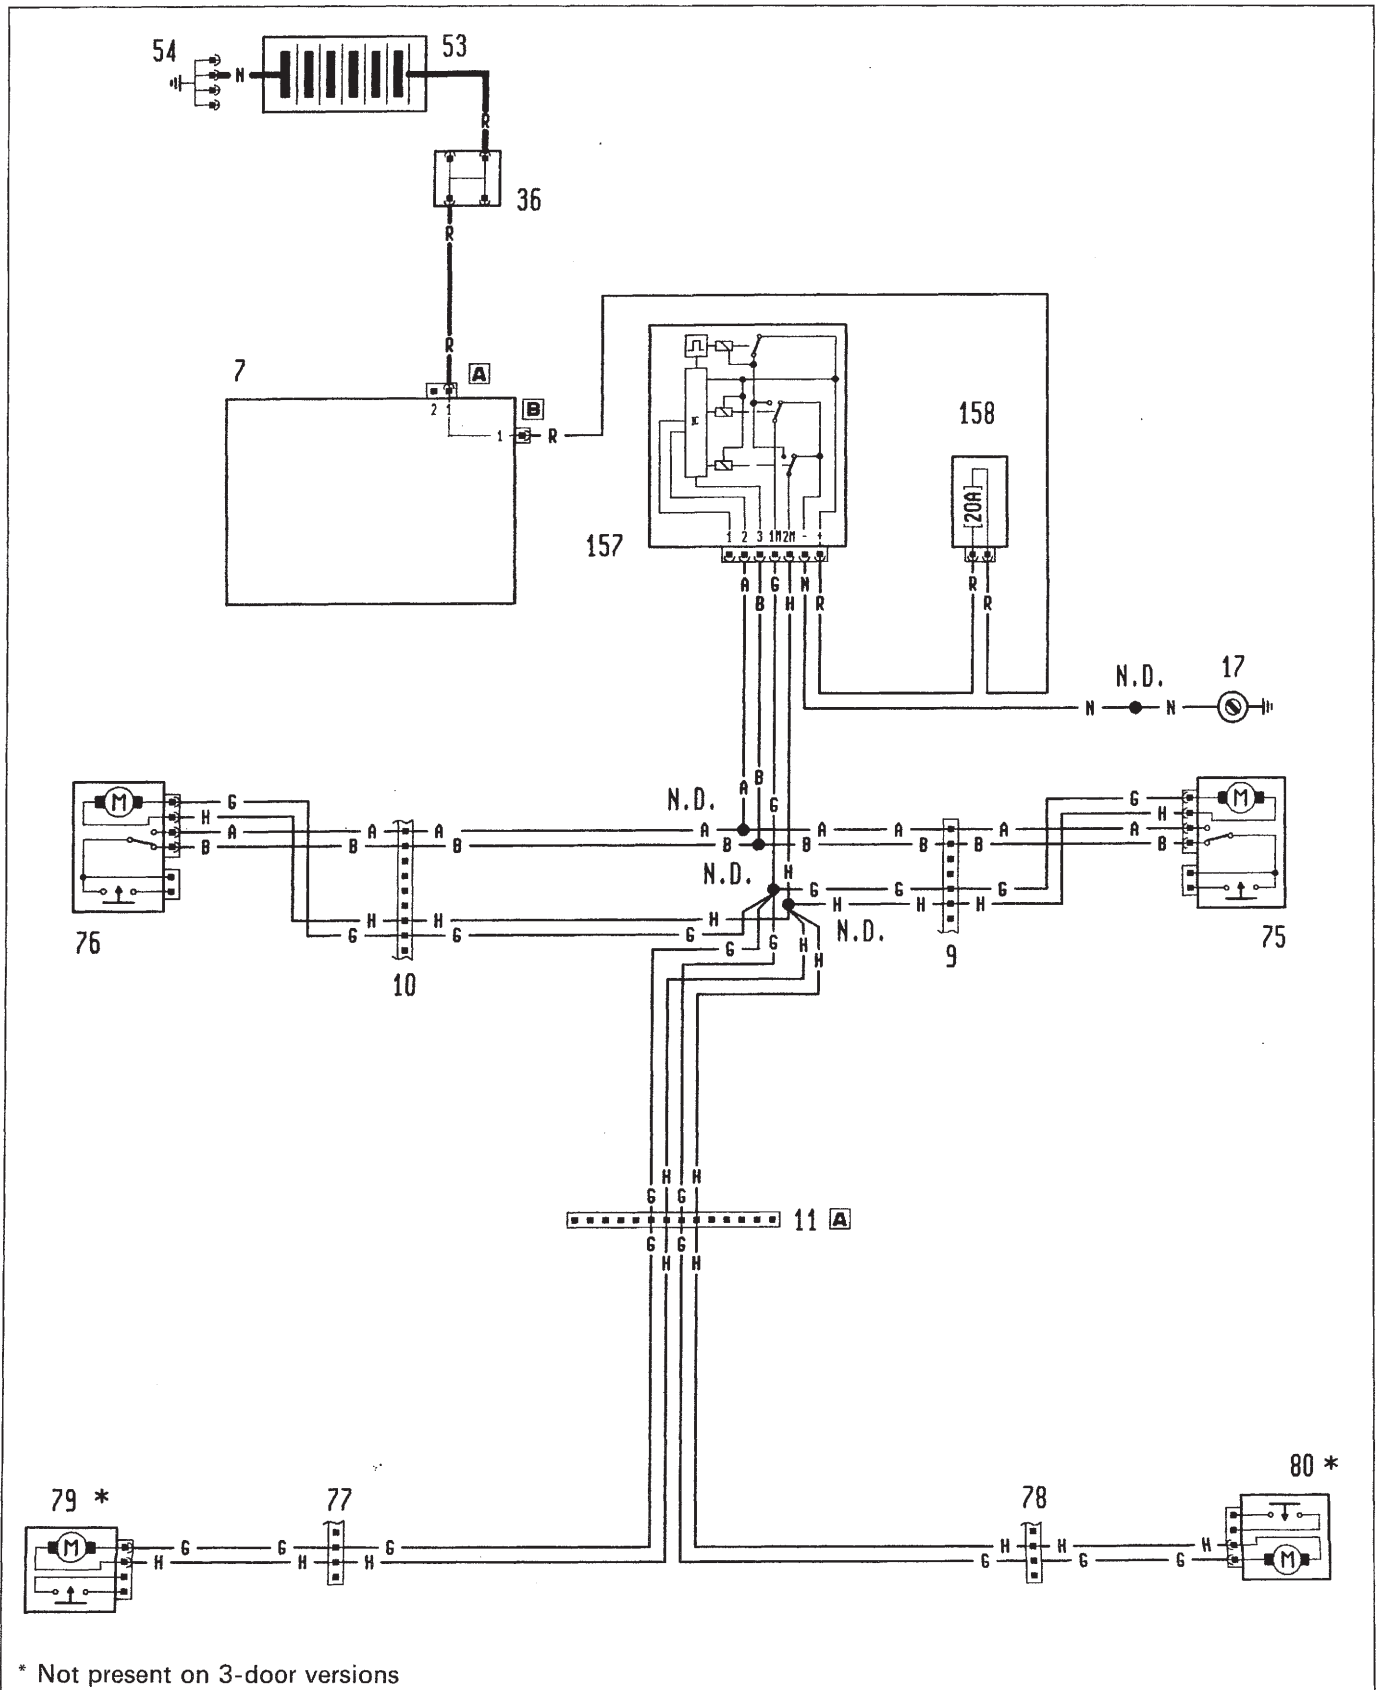 54
N
53
R
36
R
R
7
A
2 1
B
1
R
157
IC
1 2 3 1M 2M - +
158
20A
A B G H N R
R R
N.D.
17
N N
B
A
G
N.D.
M
G
H
A A A A A A A
B B B B B B B
G
H
M
N.D.
H
G G G
H H H
H H H
G G G
N.D.
G
G
H
H
76
10
9
75
H H
G G
11 A
G G
H H
79 *
77
78
80 *
M
G G G
H H H
H H H
G G G
M
* Not present on 3-door versions